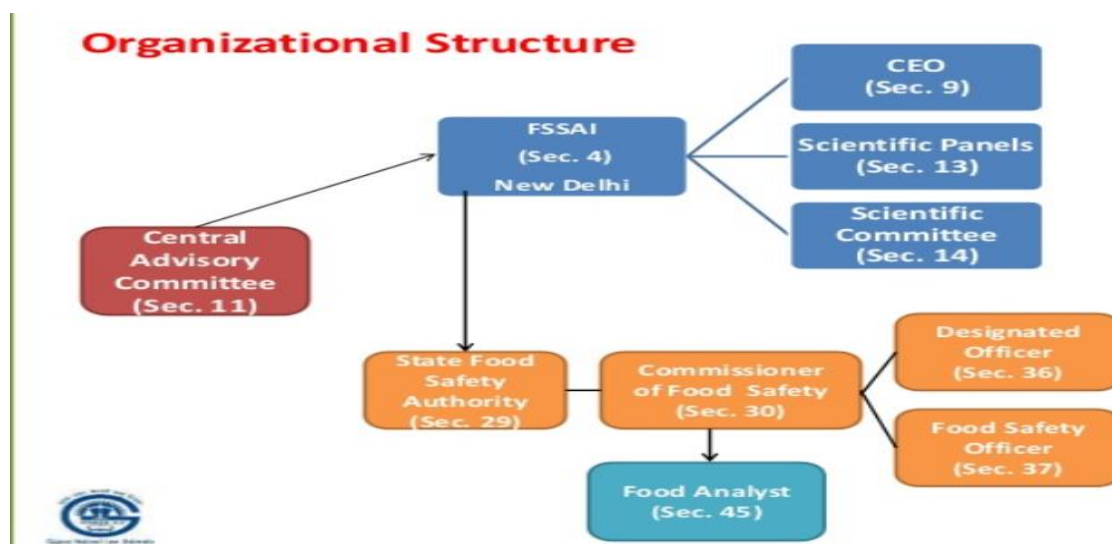 Organizational Structure
CEO
(Sec. 9)
FSSAI
(Sec. 4)
New Delhi
Scientific Panels
(Sec. 13)
Scientific
Committee
(Sec. 14)
Central
Advisory
Committee
(Sec. 11)
State Food
Safety
Authority
(Sec. 29)
Commissioner
of Food Safety
(Sec. 30)
Designated
Officer
(Sec. 36)
Food Safety
Officer
(Sec. 37)
Food Analyst
(Sec. 45)